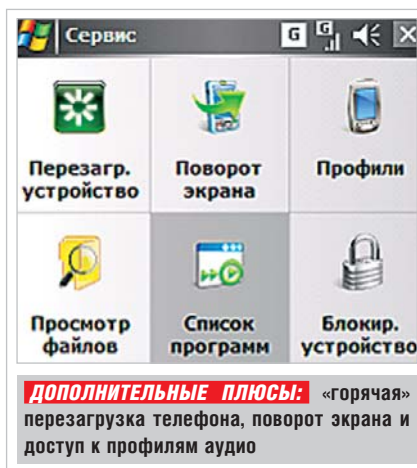 Сервис
G G
Перезагр. Поворот Профили
устройство экрана
Просмотр Список Блокир.
файлов программ устройство
ДОПОЛНИТЕЛЬНЫЕ ПЛЮСЫ: «горячая»
перезагрузка телефона, поворот экрана и
доступ к профилям аудио